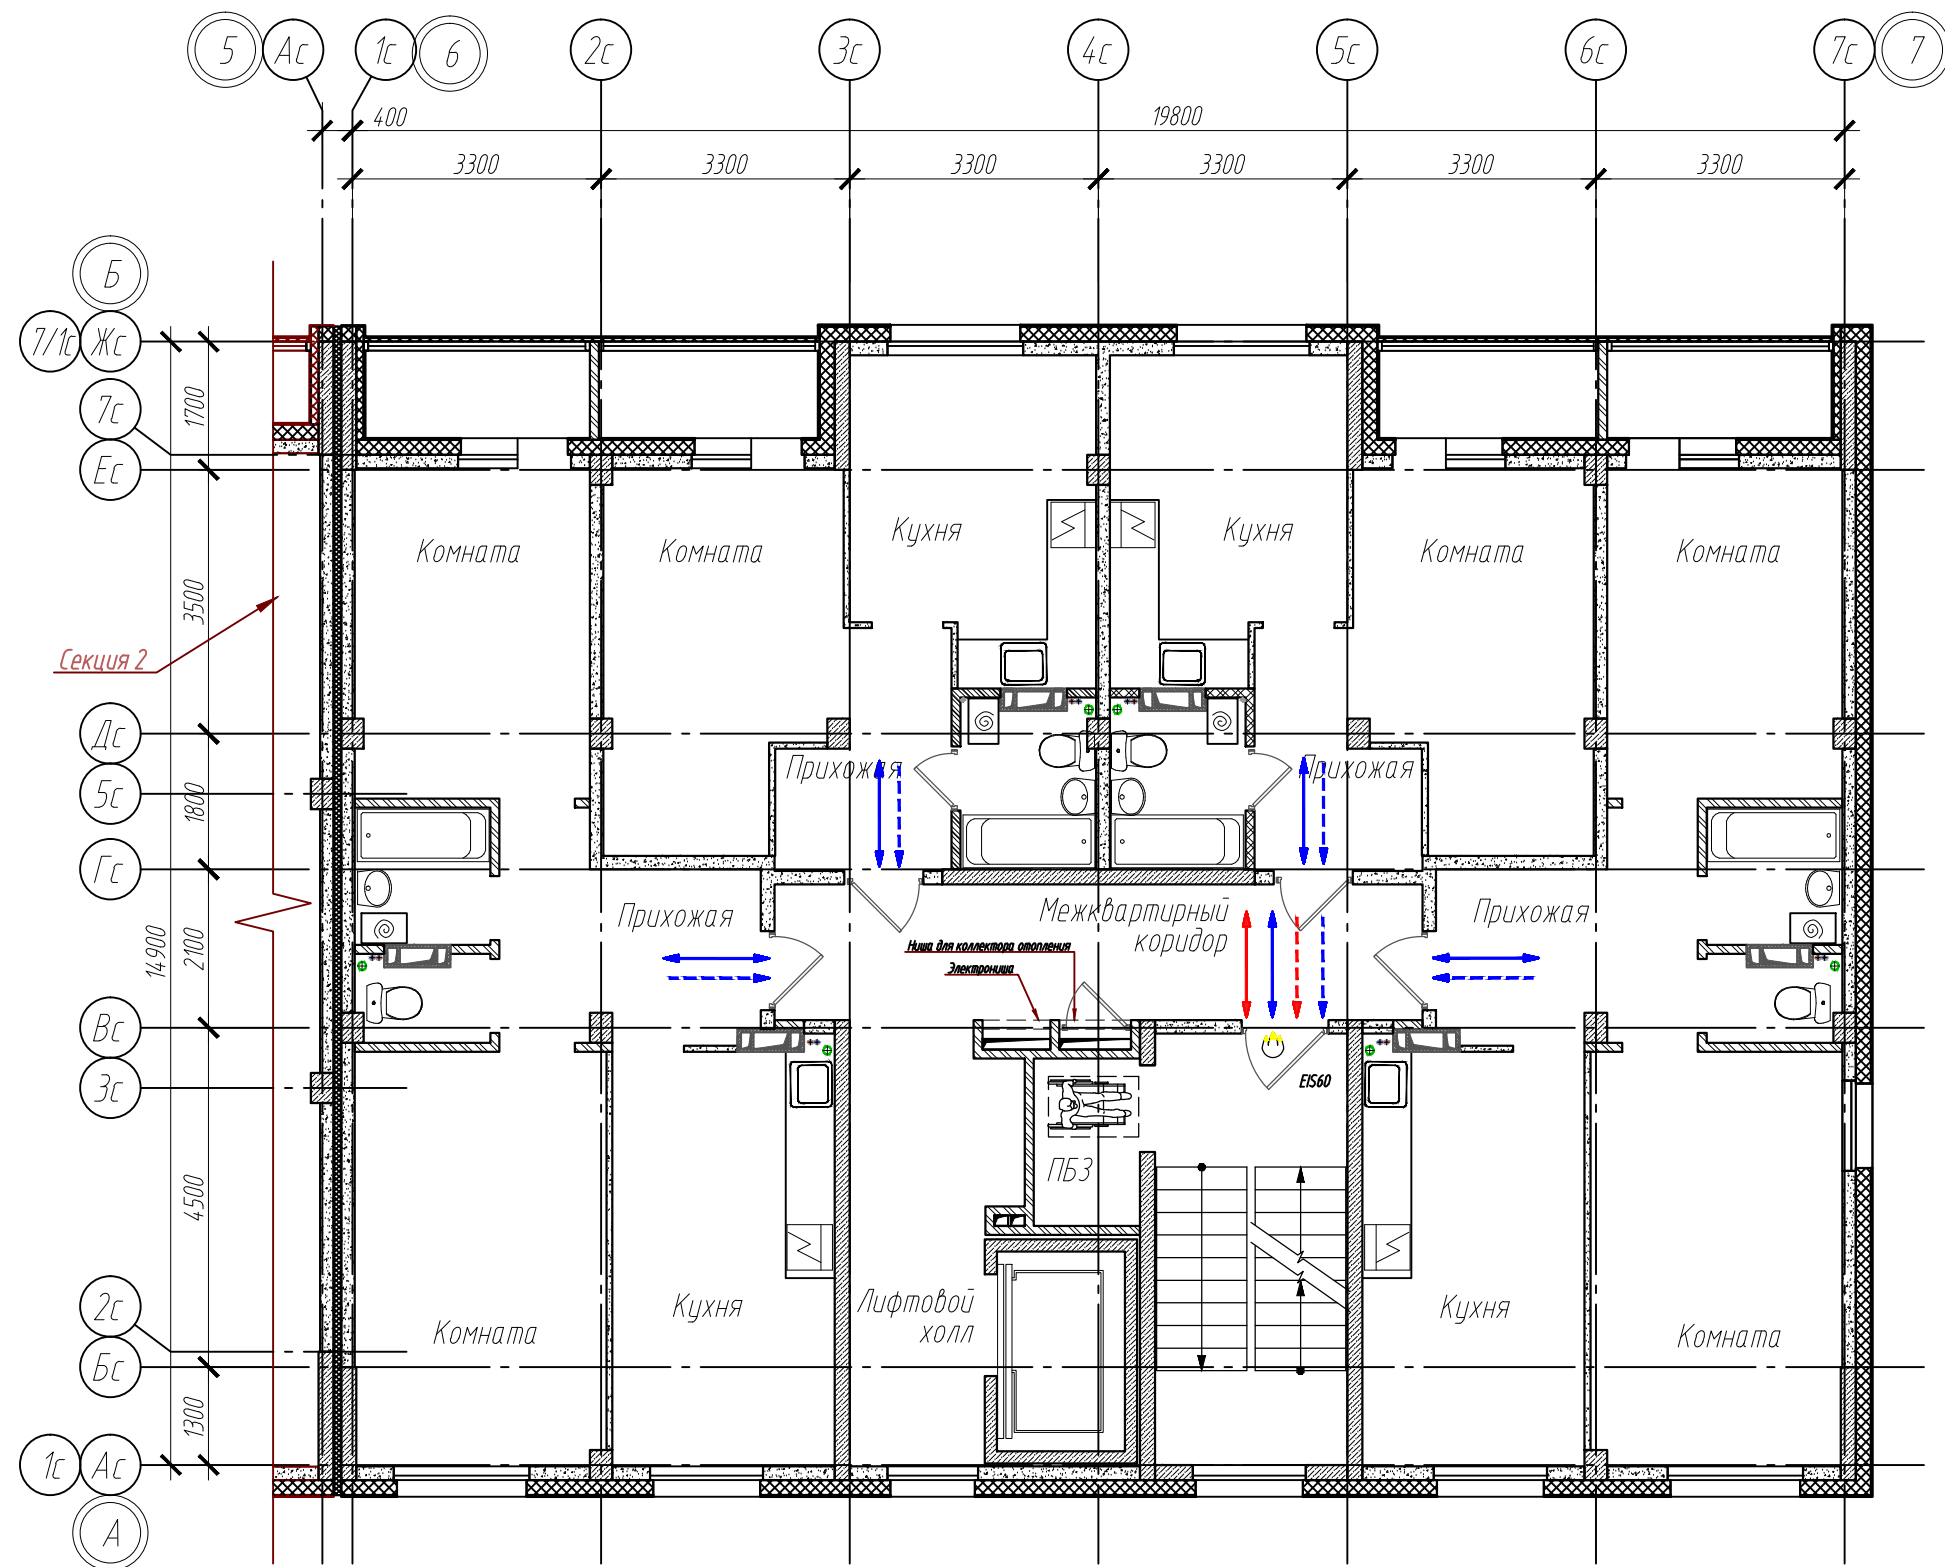 5 Ас 1с 6 2с 3с 4с 5с 6с 7с 7
400 19800
3300 3300 3300 3300 3300 3300
Б
7/1с Жс
7с
1700
Ес
Кухня Кухня
Комната Комната Комната Комната
3500
Секция 2
Дс
Прихожая Прихожая
5с
1800
Гс
Прихожая Межквартирный Прихожая
коридор
14900 2100
Ниша для коллектора отопления
Электрониша
Вс
3с
EIS60
ПБЗ
4500
2с
Кухня Лифтовой Кухня
холл
Комната Комната
Бс
1300
1с Ас
А